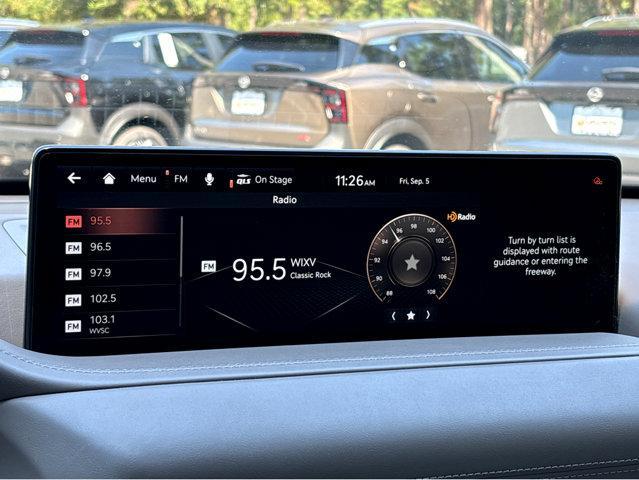 Menu FM QLS On Stage 11:26AM Fri, Sep. 5
Radio
FM 95.5
FM 96.5
FM 97.9
FM 102.5
FM 103.1
WVSC
FM 95.5 WIXV
Classic Rock
HD Radio
88 90 92 94 96 98 100 102 104 106 108
Turn by turn list is
displayed with route
guidance or entering the
freeway.